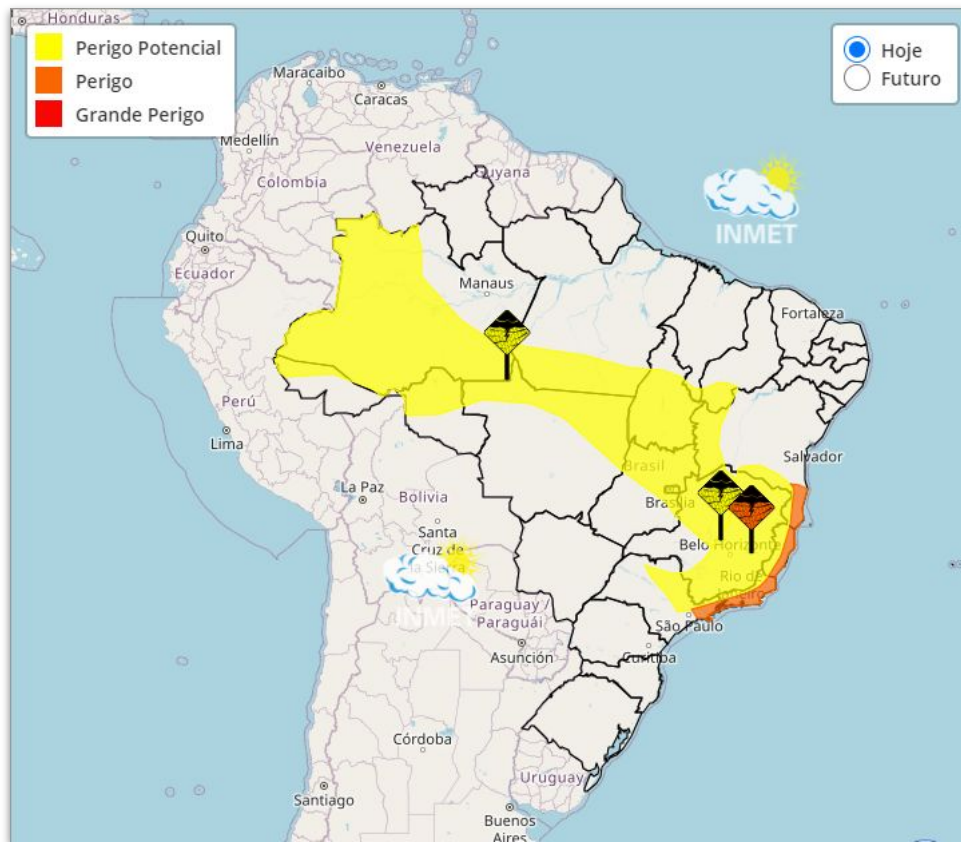 Honduras
Perigo Potencial
Perigo
Grande Perigo
Hoje
Futuro
Maracaibo
Caracas
Medellín
Venezuela
Guyana
Colombia
INMET
Quito
Ecuador
Manaus
Fortaleza
Perú
Lima
Salvador
Brasil
Brasília
La Paz
Bolivia
Santa
Cruz de
la Sierra
Belo Horizonte
Rio de
Janeiro
INMET
Paraguay /
Paraguái
São Paulo
Asunción
Curitiba
Córdoba
Uruguay
Santiago
Buenos
Aires